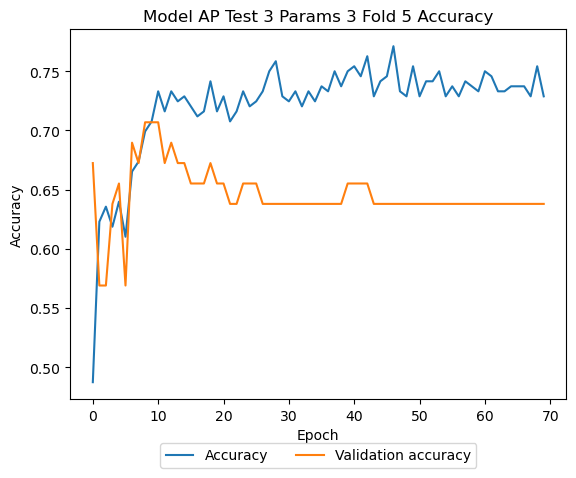 Model AP Test 3 Params 3 Fold 5 Accuracy
Accuracy
0.75
0.70
0.65
0.60
0.55
0.50
0 10 20 30 40 50 60 70
Epoch
Accuracy Validation accuracy